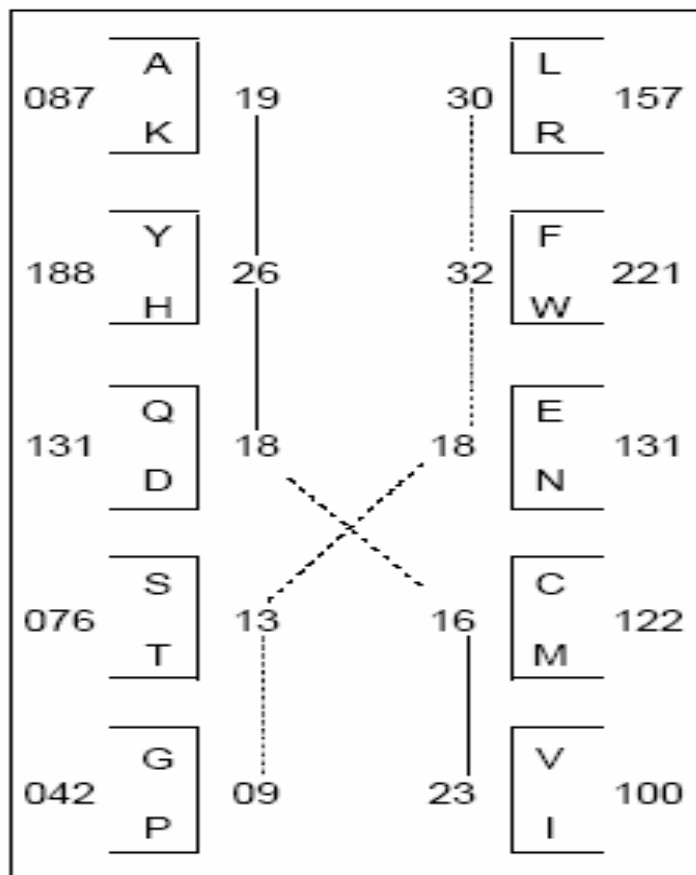 A L
087 19 30 157
K R
Y F
188 26 32 221
H W
Q E
131 18 18 131
D N
S C
076 13 16 122
T M
G V
042 09 23 100
P I